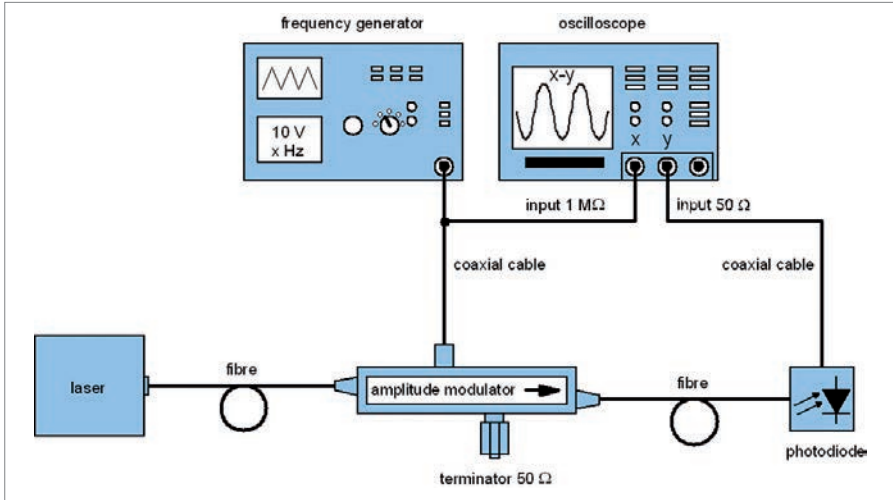 frequency generator
oscilloscope
10 V
x Hz
x-y
x y
input 1 MΩ
input 50 Ω
coaxial cable
coaxial cable
laser
fibre
amplitude modulator
fibre
terminator 50 Ω
photodiode